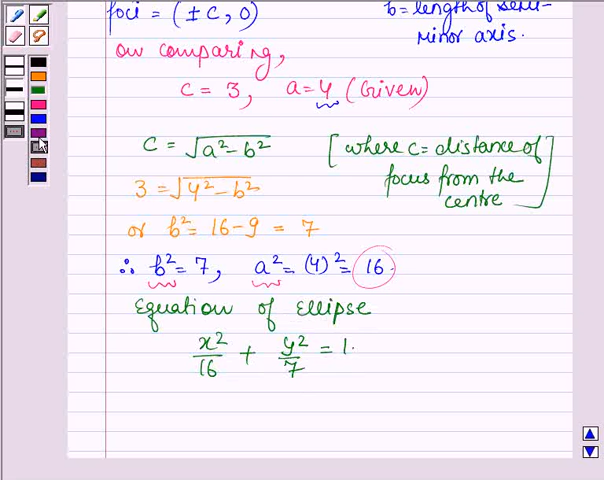 foci = (± c, 0)
b = length of semi-
minor axis.
On comparing,
c = 3, a = 4 (Given)
c = √a² – b² [where c = distance of
focus from the
centre]
3 = √4² – b²
or b² = 16 – 9 = 7
∴ b² = 7, a² = (4)² = 16.
Equation of Ellipse
x²/16 + y²/7 = 1.